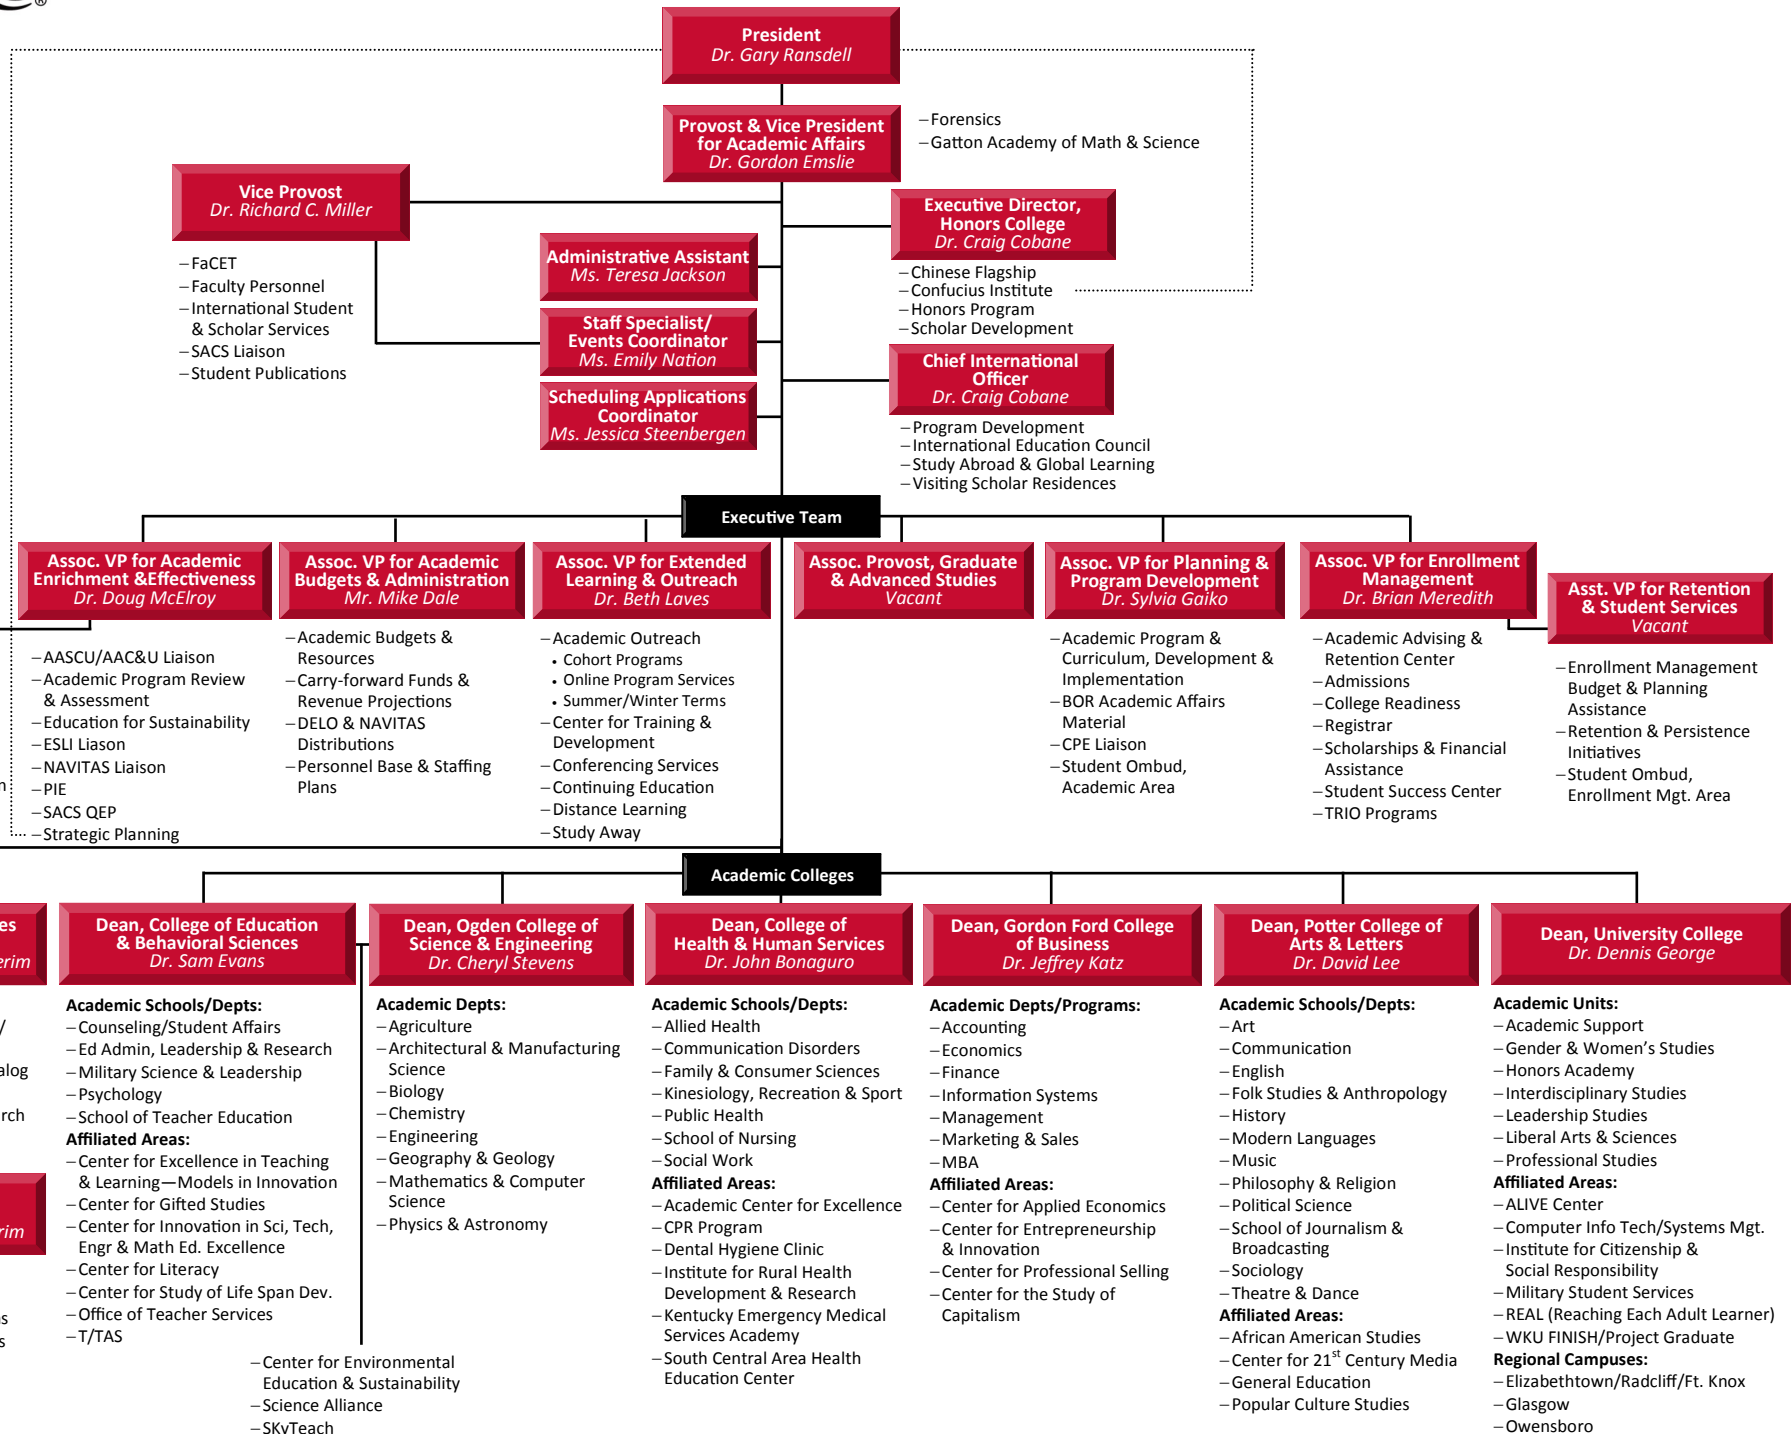 ®
President
Dr. Gary Ransdell
Provost & Vice President
for Academic Affairs
Dr. Gordon Emslie
–Forensics
–Gatton Academy of Math & Science
Vice Provost
Dr. Richard C. Miller
–FaCET
–Faculty Personnel
–International Student
& Scholar Services
–SACS Liaison
–Student Publications
Administrative Assistant
Ms. Teresa Jackson
Staff Specialist/
Events Coordinator
Ms. Emily Nation
Scheduling Applications
Coordinator
Ms. Jessica Steenbergen
Executive Director,
Honors College
Dr. Craig Cobane
–Chinese Flagship
–Confucius Institute
–Honors Program
–Scholar Development
Chief International
Officer
Dr. Craig Cobane
–Program Development
–International Education Council
–Study Abroad & Global Learning
–Visiting Scholar Residences
Executive Team
Assoc. VP for Academic
Enrichment &Effectiveness
Dr. Doug McElroy
–AASCU/AAC&U Liaison
–Academic Program Review
& Assessment
–Education for Sustainability
–ESLI Liason
–NAVITAS Liaison
–PIE
–SACS QEP
–Strategic Planning
Assoc. VP for Academic
Budgets & Administration
Mr. Mike Dale
–Academic Budgets &
Resources
–Carry-forward Funds &
Revenue Projections
–DELO & NAVITAS
Distributions
–Personnel Base & Staffing
Plans
Assoc. VP for Extended
Learning & Outreach
Dr. Beth Laves
–Academic Outreach
• Cohort Programs
• Online Program Services
• Summer/Winter Terms
–Center for Training &
Development
–Conferencing Services
–Continuing Education
–Distance Learning
–Study Away
Assoc. Provost, Graduate
& Advanced Studies
Vacant
Assoc. VP for Planning &
Program Development
Dr. Sylvia Gaiko
–Academic Program &
Curriculum, Development &
Implementation
–BOR Academic Affairs
Material
–CPE Liaison
–Student Ombud,
Academic Area
Assoc. VP for Enrollment
Management
Dr. Brian Meredith
–Academic Advising &
Retention Center
–Admissions
–College Readiness
–Registrar
–Scholarships & Financial
Assistance
–Student Success Center
–TRIO Programs
Asst. VP for Retention
& Student Services
Vacant
–Enrollment Management
Budget & Planning
Assistance
–Retention & Persistence
Initiatives
–Student Ombud,
Enrollment Mgt. Area
Academic Colleges
Dean, College of Education
& Behavioral Sciences
Dr. Sam Evans
Academic Schools/Depts:
–Counseling/Student Affairs
–Ed Admin, Leadership & Research
–Military Science & Leadership
–Psychology
–School of Teacher Education
Affiliated Areas:
–Center for Excellence in Teaching
& Learning—Models in Innovation
–Center for Gifted Studies
–Center for Innovation in Sci, Tech,
Engr & Math Ed. Excellence
–Center for Literacy
–Center for Study of Life Span Dev.
–Office of Teacher Services
–T/TAS
–Center for Environmental
Education & Sustainability
–Science Alliance
–SKyTeach
Dean, Ogden College of
Science & Engineering
Dr. Cheryl Stevens
Academic Depts:
–Agriculture
–Architectural & Manufacturing
Science
–Biology
–Chemistry
–Engineering
–Geography & Geology
–Mathematics & Computer
Science
–Physics & Astronomy
Dean, College of
Health & Human Services
Dr. John Bonaguro
Academic Schools/Depts:
–Allied Health
–Communication Disorders
–Family & Consumer Sciences
–Kinesiology, Recreation & Sport
–Public Health
–School of Nursing
–Social Work
Affiliated Areas:
–Academic Center for Excellence
–CPR Program
–Dental Hygiene Clinic
–Institute for Rural Health
Development & Research
–Kentucky Emergency Medical
Services Academy
–South Central Area Health
Education Center
Dean, Gordon Ford College
of Business
Dr. Jeffrey Katz
Academic Depts/Programs:
–Accounting
–Economics
–Finance
–Information Systems
–Management
–Marketing & Sales
–MBA
Affiliated Areas:
–Center for Applied Economics
–Center for Entrepreneurship
& Innovation
–Center for Professional Selling
–Center for the Study of
Capitalism
Dean, Potter College of
Arts & Letters
Dr. David Lee
Academic Schools/Depts:
–Art
–Communication
–English
–Folk Studies & Anthropology
–History
–Modern Languages
–Music
–Philosophy & Religion
–Political Science
–School of Journalism &
Broadcasting
–Sociology
–Theatre & Dance
Affiliated Areas:
–African American Studies
–Center for 21st Century Media
–General Education
–Popular Culture Studies
Dean, University College
Dr. Dennis George
Academic Units:
–Academic Support
–Gender & Women's Studies
–Honors Academy
–Interdisciplinary Studies
–Leadership Studies
–Liberal Arts & Sciences
–Professional Studies
Affiliated Areas:
–ALIVE Center
–Computer Info Tech/Systems Mgt.
–Institute for Citizenship &
Social Responsibility
–Military Student Services
–REAL (Reaching Each Adult Learner)
–WKU FINISH/Project Graduate
Regional Campuses:
–Elizabethtown/Radcliff/Ft. Knox
–Glasgow
–Owensboro